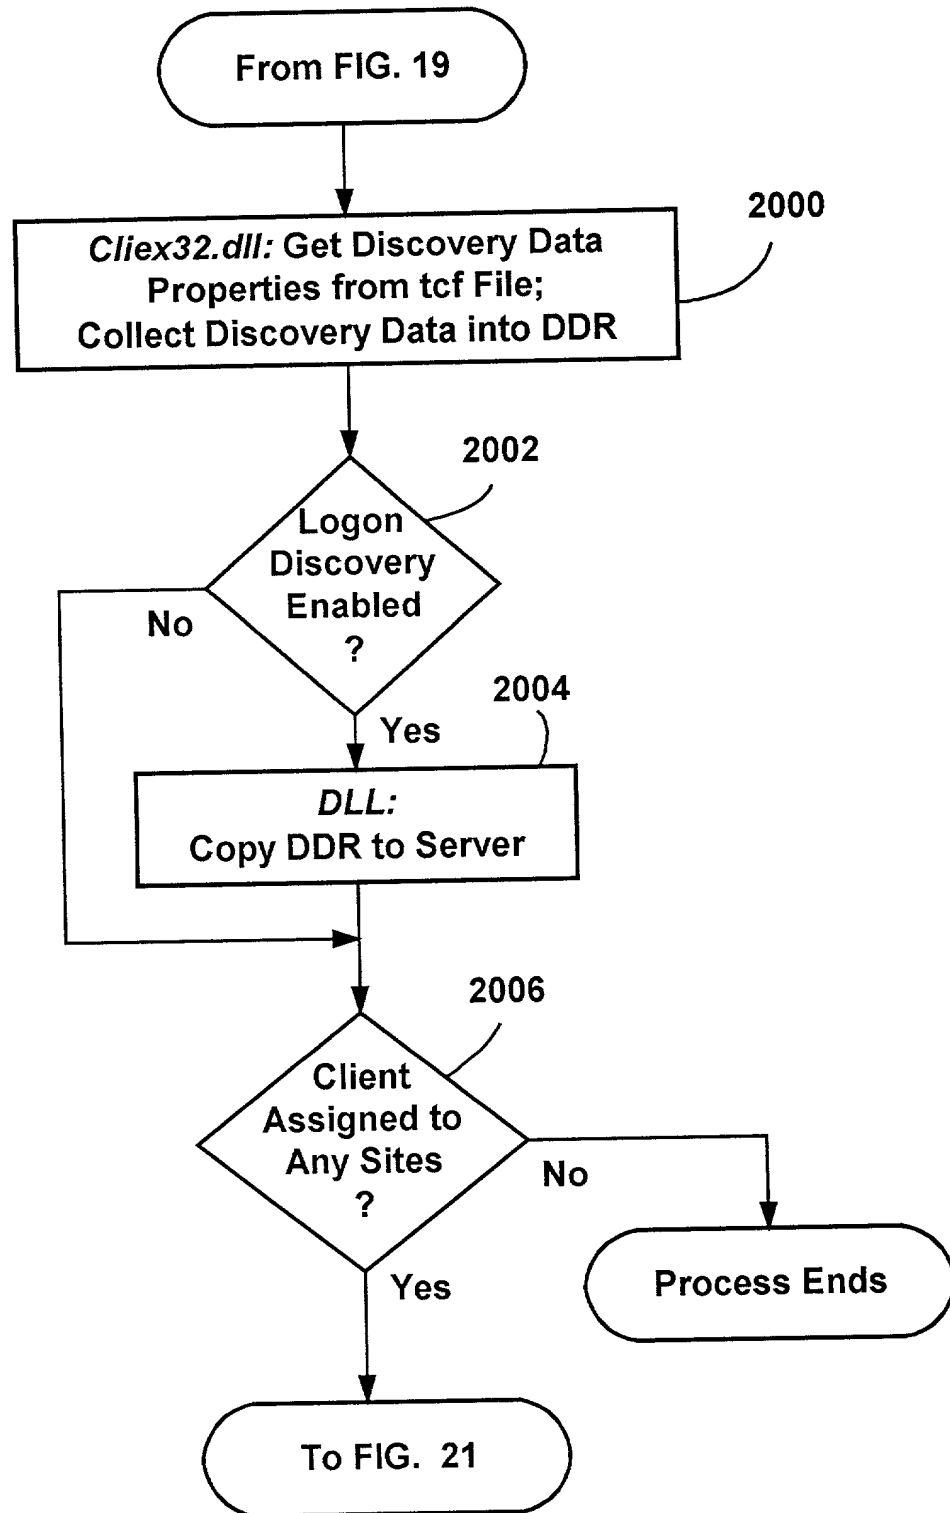 From FIG. 19
2000
Cliex32.dll: Get Discovery Data
Properties from tcf File;
Collect Discovery Data into DDR
2002
Logon
Discovery
Enabled
?
No
Yes
2004
DLL:
Copy DDR to Server
2006
Client
Assigned to
Any Sites
?
No
Yes
Process Ends
To FIG. 21